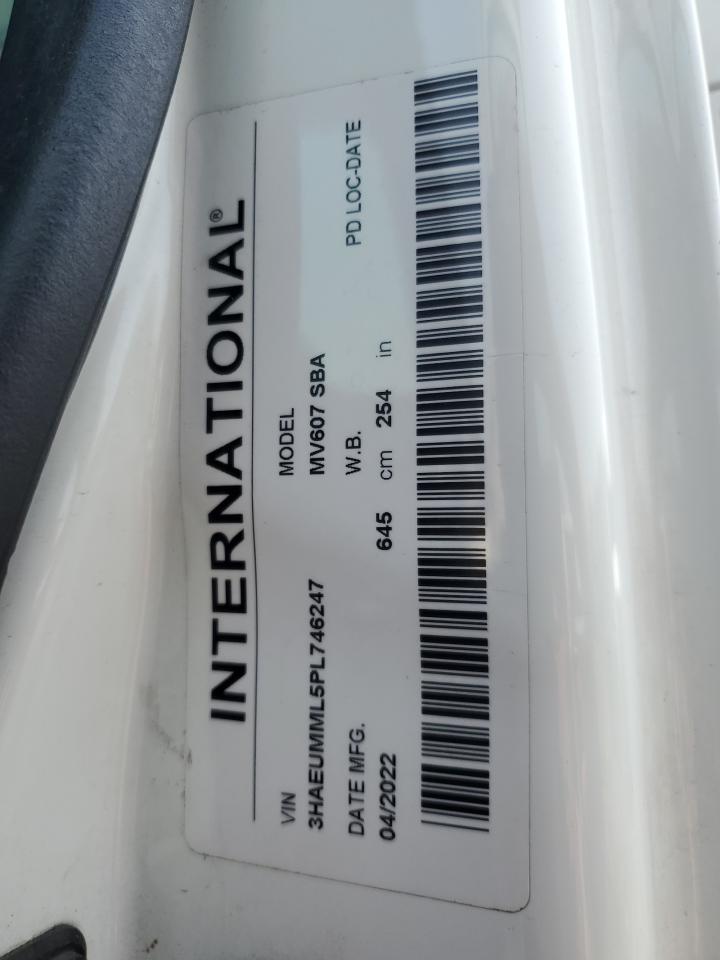 INTERNATIONAL®
VIN
3HAEUMML5PL746247
MODEL
MV607 SBA
DATE MFG.
04/2022
W.B.
645 cm 254 in
PD LOC-DATE